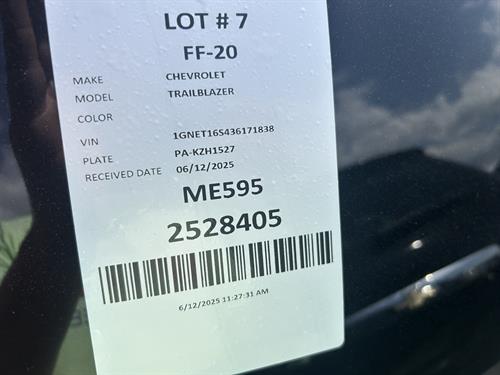 LOT # 7
FF-20
MAKE CHEVROLET
MODEL TRAILBLAZER
COLOR
VIN 1GNET16S436171838
PLATE PA-KZH1527
RECEIVED DATE 06/12/2025
ME595
2528405
6/12/2025 11:27:31 AM